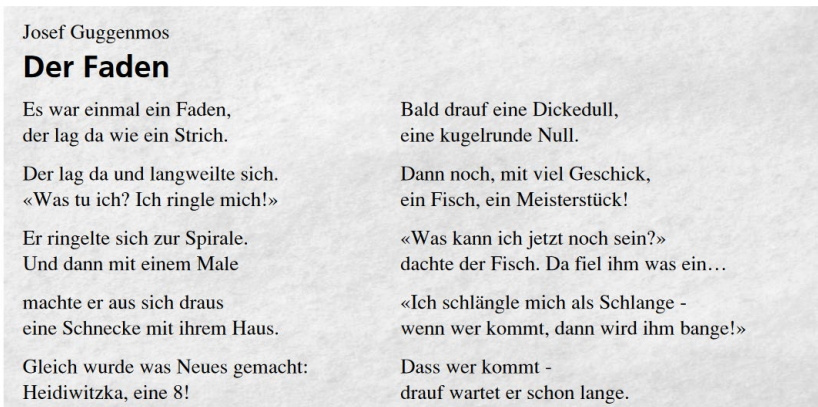 Josef Guggenmos
Der Faden
Es war einmal ein Faden,
der lag da wie ein Strich.
Der lag da und langweilte sich.
«Was tu ich? Ich ringle mich!»
Er ringelte sich zur Spirale.
Und dann mit einem Male
machte er aus sich draus
eine Schnecke mit ihrem Haus.
Gleich wurde was Neues gemacht:
Heidiwitzka, eine 8!
Bald drauf eine Dickedull,
eine kugelrunde Null.
Dann noch, mit viel Geschick,
ein Fisch, ein Meisterstück!
«Was kann ich jetzt noch sein?»
dachte der Fisch. Da fiel ihm was ein…
«Ich schlängle mich als Schlange -
wenn wer kommt, dann wird ihm bange!»
Dass wer kommt -
drauf wartet er schon lange.